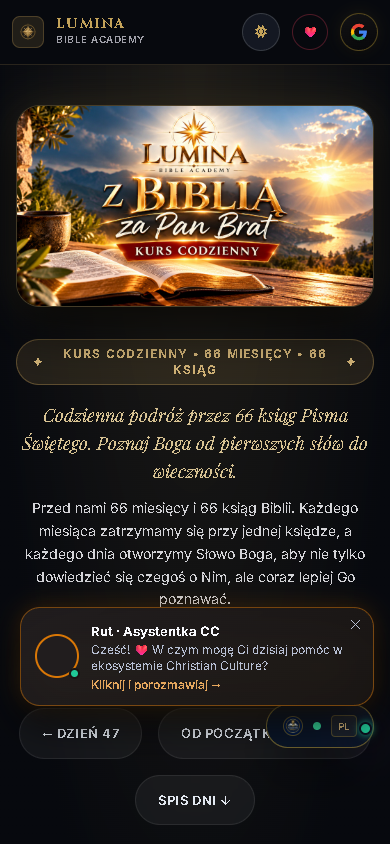 LUMINA
BIBLE ACADEMY
LUMINA
BIBLE ACADEMY
Z BIBLIĄ
za Pan Brat
KURS CODZIENNY
KURS CODZIENNY • 66 MIESIĘCY • 66
KSIĄG
Codzienna podróż przez 66 ksiąg Pisma
Świętego. Poznaj Boga od pierwszych słów do
wieczności.
Przed nami 66 miesięcy i 66 ksiąg Biblii. Każdego
miesiąca zatrzymamy się przy jednej księdze, a
każdego dnia otworzymy Słowo Boga, aby nie tylko
dowiedzieć się czegoś o Nim, ale coraz lepiej Go
poznawać.
Rut · Asystentka CC
Cześć! ❤️ W czym mogę Ci dzisiaj pomóc w
ekosystemie Christian Culture?
Kliknij i porozmawiaj →
← DZIEŃ 47
OD POCZĄTK
PL
SPIS DNI ↓